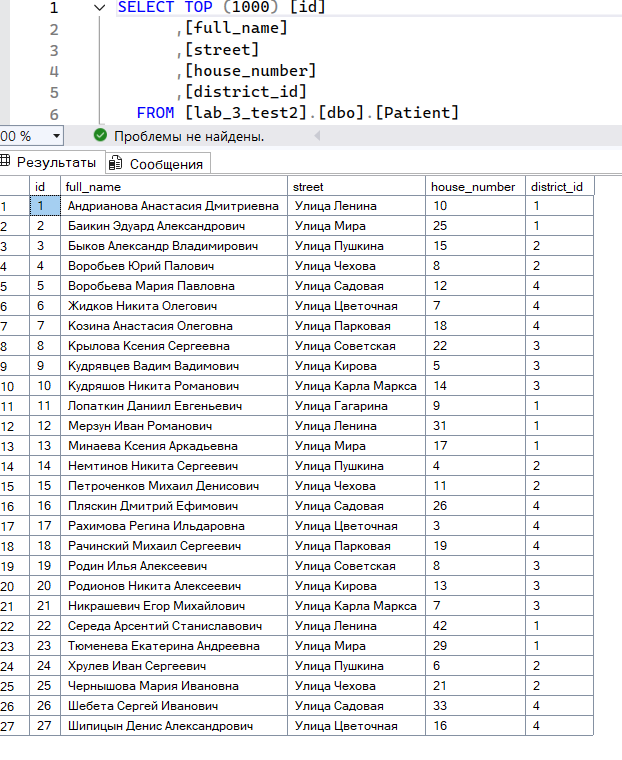 1 SELECT TOP (1000) [id]
2 ,[full_name]
3 ,[street]
4 ,[house_number]
5 ,[district_id]
6 FROM [lab_3_test2].[dbo].[Patient]
00 % Проблемы не найдены.
Результаты Сообщения
id full_name street house_number district_id
1 1 Андрианова Анастасия Дмитриевна Улица Ленина 10 1
2 2 Баикин Эдуард Александрович Улица Мира 25 1
3 3 Быков Александр Владимирович Улица Пушкина 15 2
4 4 Воробьев Юрий Палович Улица Чехова 8 2
5 5 Воробьева Мария Павловна Улица Садовая 12 4
6 6 Жидков Никита Олегович Улица Цветочная 7 4
7 7 Козина Анастасия Олеговна Улица Парковая 18 4
8 8 Крылова Ксения Сергеевна Улица Советская 22 3
9 9 Кудрявцев Вадим Вадимович Улица Кирова 5 3
10 10 Кудряшов Никита Романович Улица Карла Маркса 14 3
11 11 Лопаткин Даниил Евгеньевич Улица Гагарина 9 1
12 12 Мерзун Иван Романович Улица Ленина 31 1
13 13 Минаева Ксения Аркадьевна Улица Мира 17 1
14 14 Немтинов Никита Сергеевич Улица Пушкина 4 2
15 15 Петроченков Михаил Денисович Улица Чехова 11 2
16 16 Пляскин Дмитрий Ефимович Улица Садовая 26 4
17 17 Рахимова Регина Ильдаровна Улица Цветочная 3 4
18 18 Рачинский Михаил Сергеевич Улица Парковая 19 4
19 19 Родин Илья Алексеевич Улица Советская 8 3
20 20 Родионов Никита Алексеевич Улица Кирова 13 3
21 21 Никрашевич Егор Михайлович Улица Карла Маркса 7 3
22 22 Середа Арсентий Станиславович Улица Ленина 42 1
23 23 Тюменева Екатерина Андреевна Улица Мира 29 1
24 24 Хрулев Иван Сергеевич Улица Пушкина 6 2
25 25 Чернышова Мария Ивановна Улица Чехова 21 2
26 26 Шебета Сергей Иванович Улица Садовая 33 4
27 27 Шипицын Денис Александрович Улица Цветочная 16 4